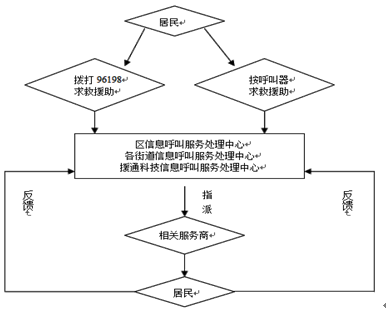 居民
拨打 96198
求救援助
按呼叫器
求救援助
区信息呼叫服务处理中心
各街道信息呼叫服务处理中心
援通科技信息呼叫服务处理中心
反馈
指派
反馈
相关服务商
居民